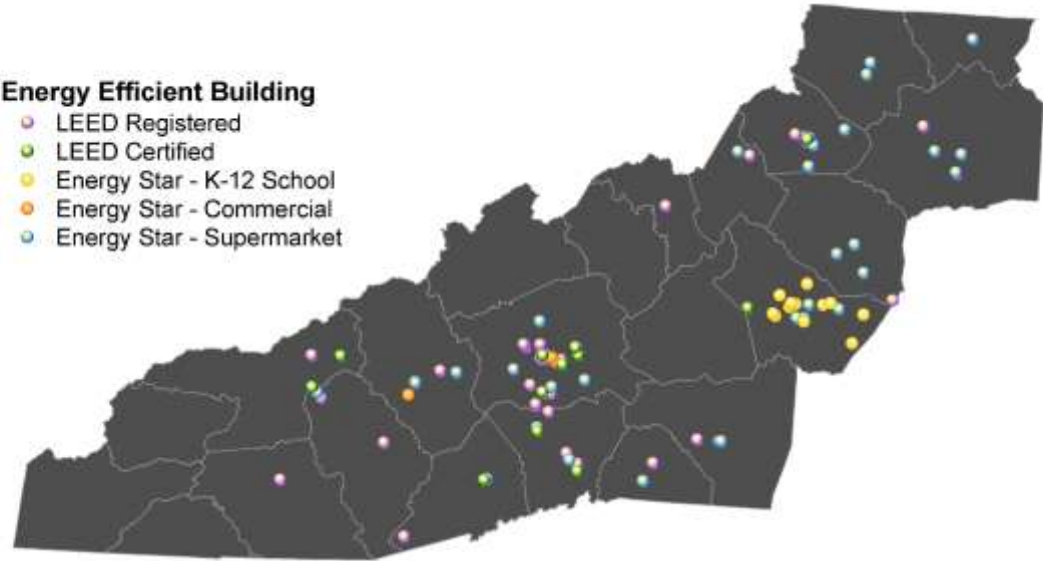 Energy Efficient Building
LEED Registered
LEED Certified
Energy Star - K-12 School
Energy Star - Commercial
Energy Star - Supermarket